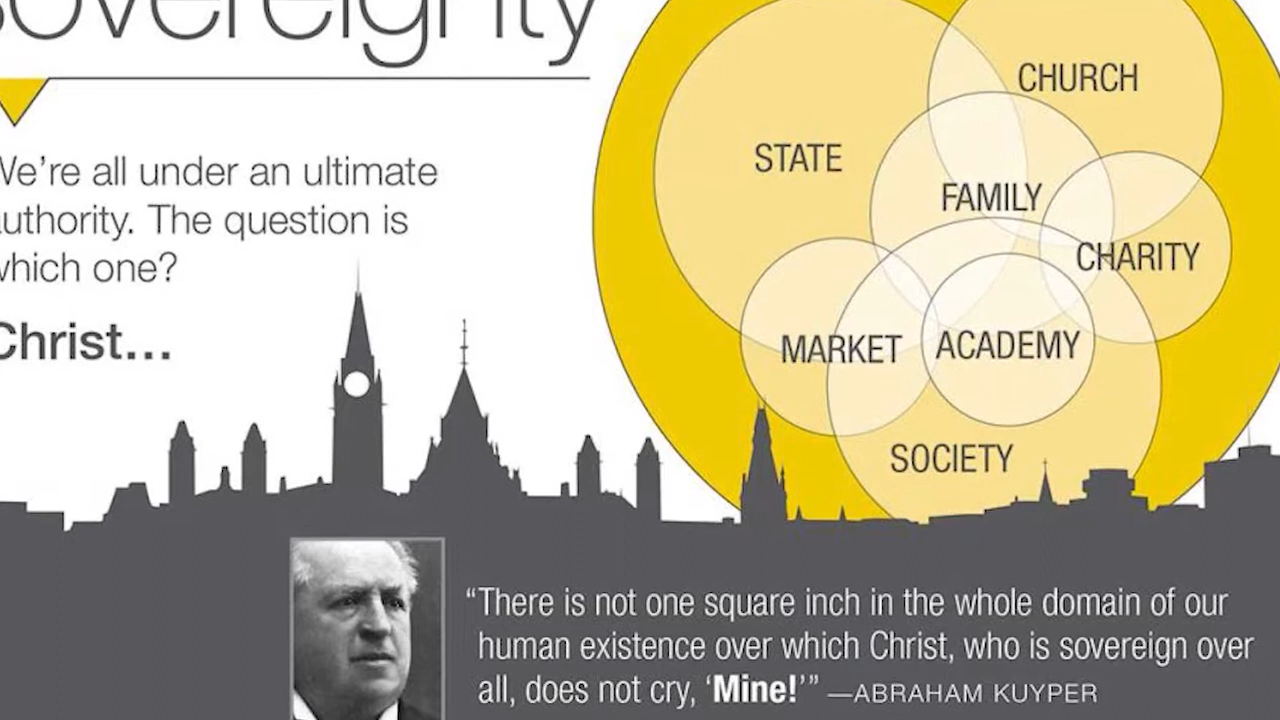 sovereignty
We're all under an ultimate
authority. The question is
which one?
Christ…
STATE
CHURCH
FAMILY
CHARITY
MARKET
ACADEMY
SOCIETY
“There is not one square inch in the whole domain of our
human existence over which Christ, who is sovereign over
all, does not cry, ‘Mine!’” —ABRAHAM KUYPER